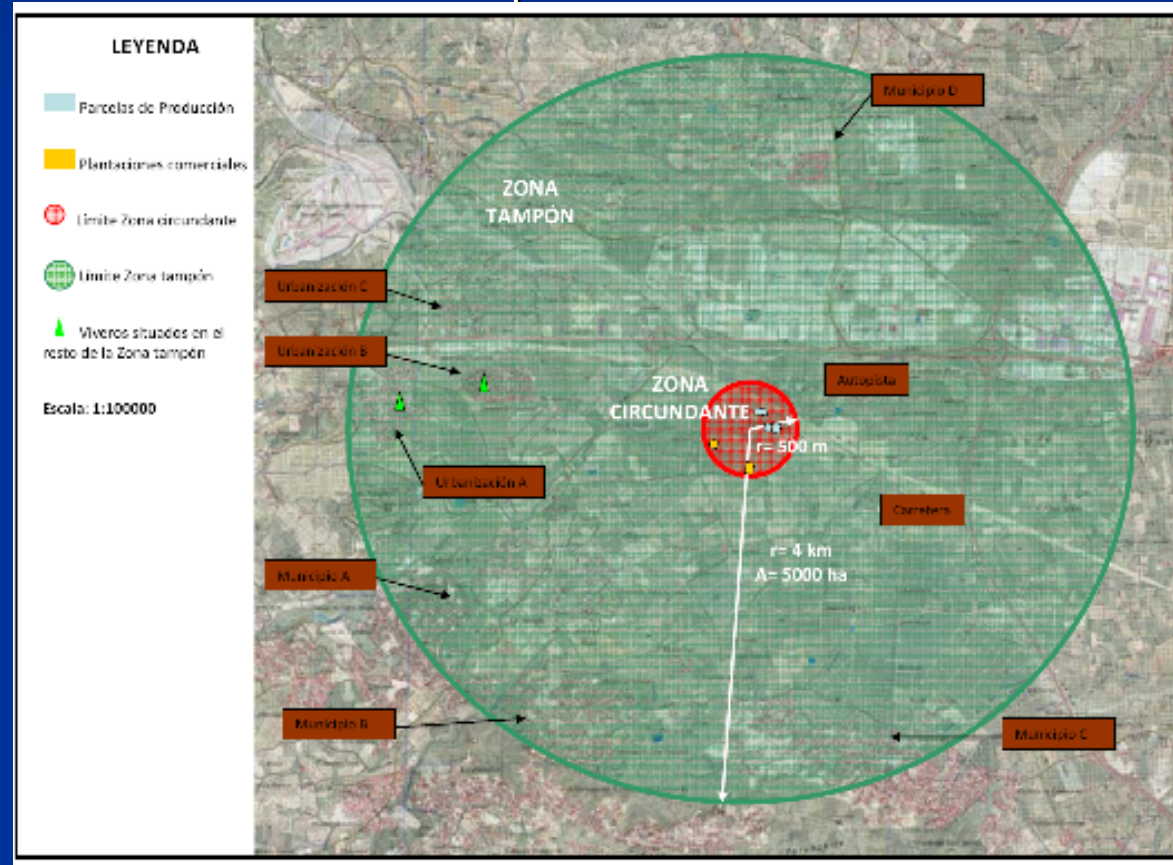 LEYENDA
Parcelas de Producción
Plantaciones comerciales
Límite Zona circundante
Límite Zona tampón
Viveros situados en el
resto de la Zona tampón
Escala: 1:100000
Municipio D
ZONA
TAMPÓN
Urbanización C
Urbanización B
ZONA
CIRCUNDANTE
Autopista
r= 500 m
Urbanización A
Carretera
r= 4 km
A= 5000 ha
Municipio A
Municipio B
Municipio C